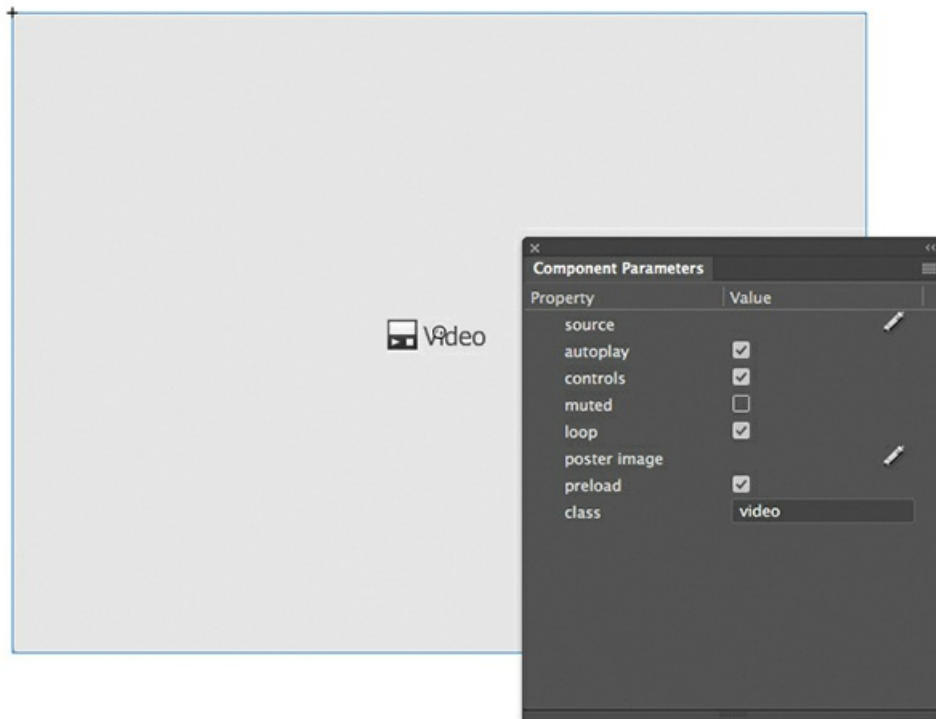 Video
Component Parameters
Property Value
source
autoplay
controls
muted
loop
poster image
preload
class video